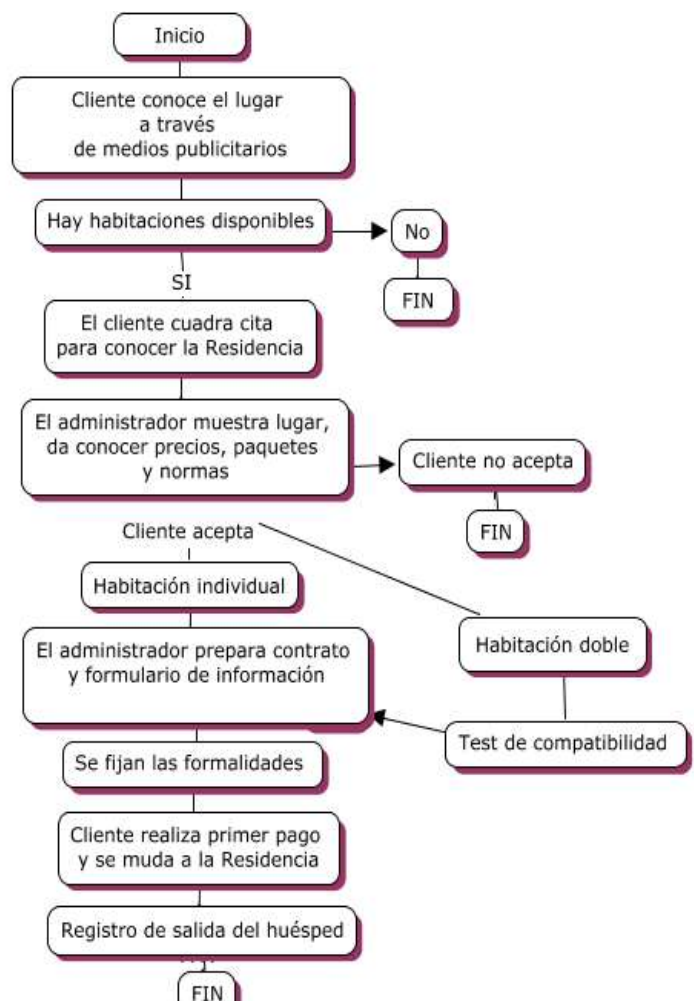 Inicio
Cliente conoce el lugar
a través
de medios publicitarios
Hay habitaciones disponibles
No
SI
FIN
El cliente cuadra cita
para conocer la Residencia
El administrador muestra lugar,
da conocer precios, paquetes
y normas
Cliente no acepta
FIN
Cliente acepta
Habitación individual
Habitación doble
El administrador prepara contrato
y formulario de información
Test de compatibilidad
Se fijan las formalidades
Cliente realiza primer pago
y se muda a la Residencia
Registro de salida del huésped
FIN